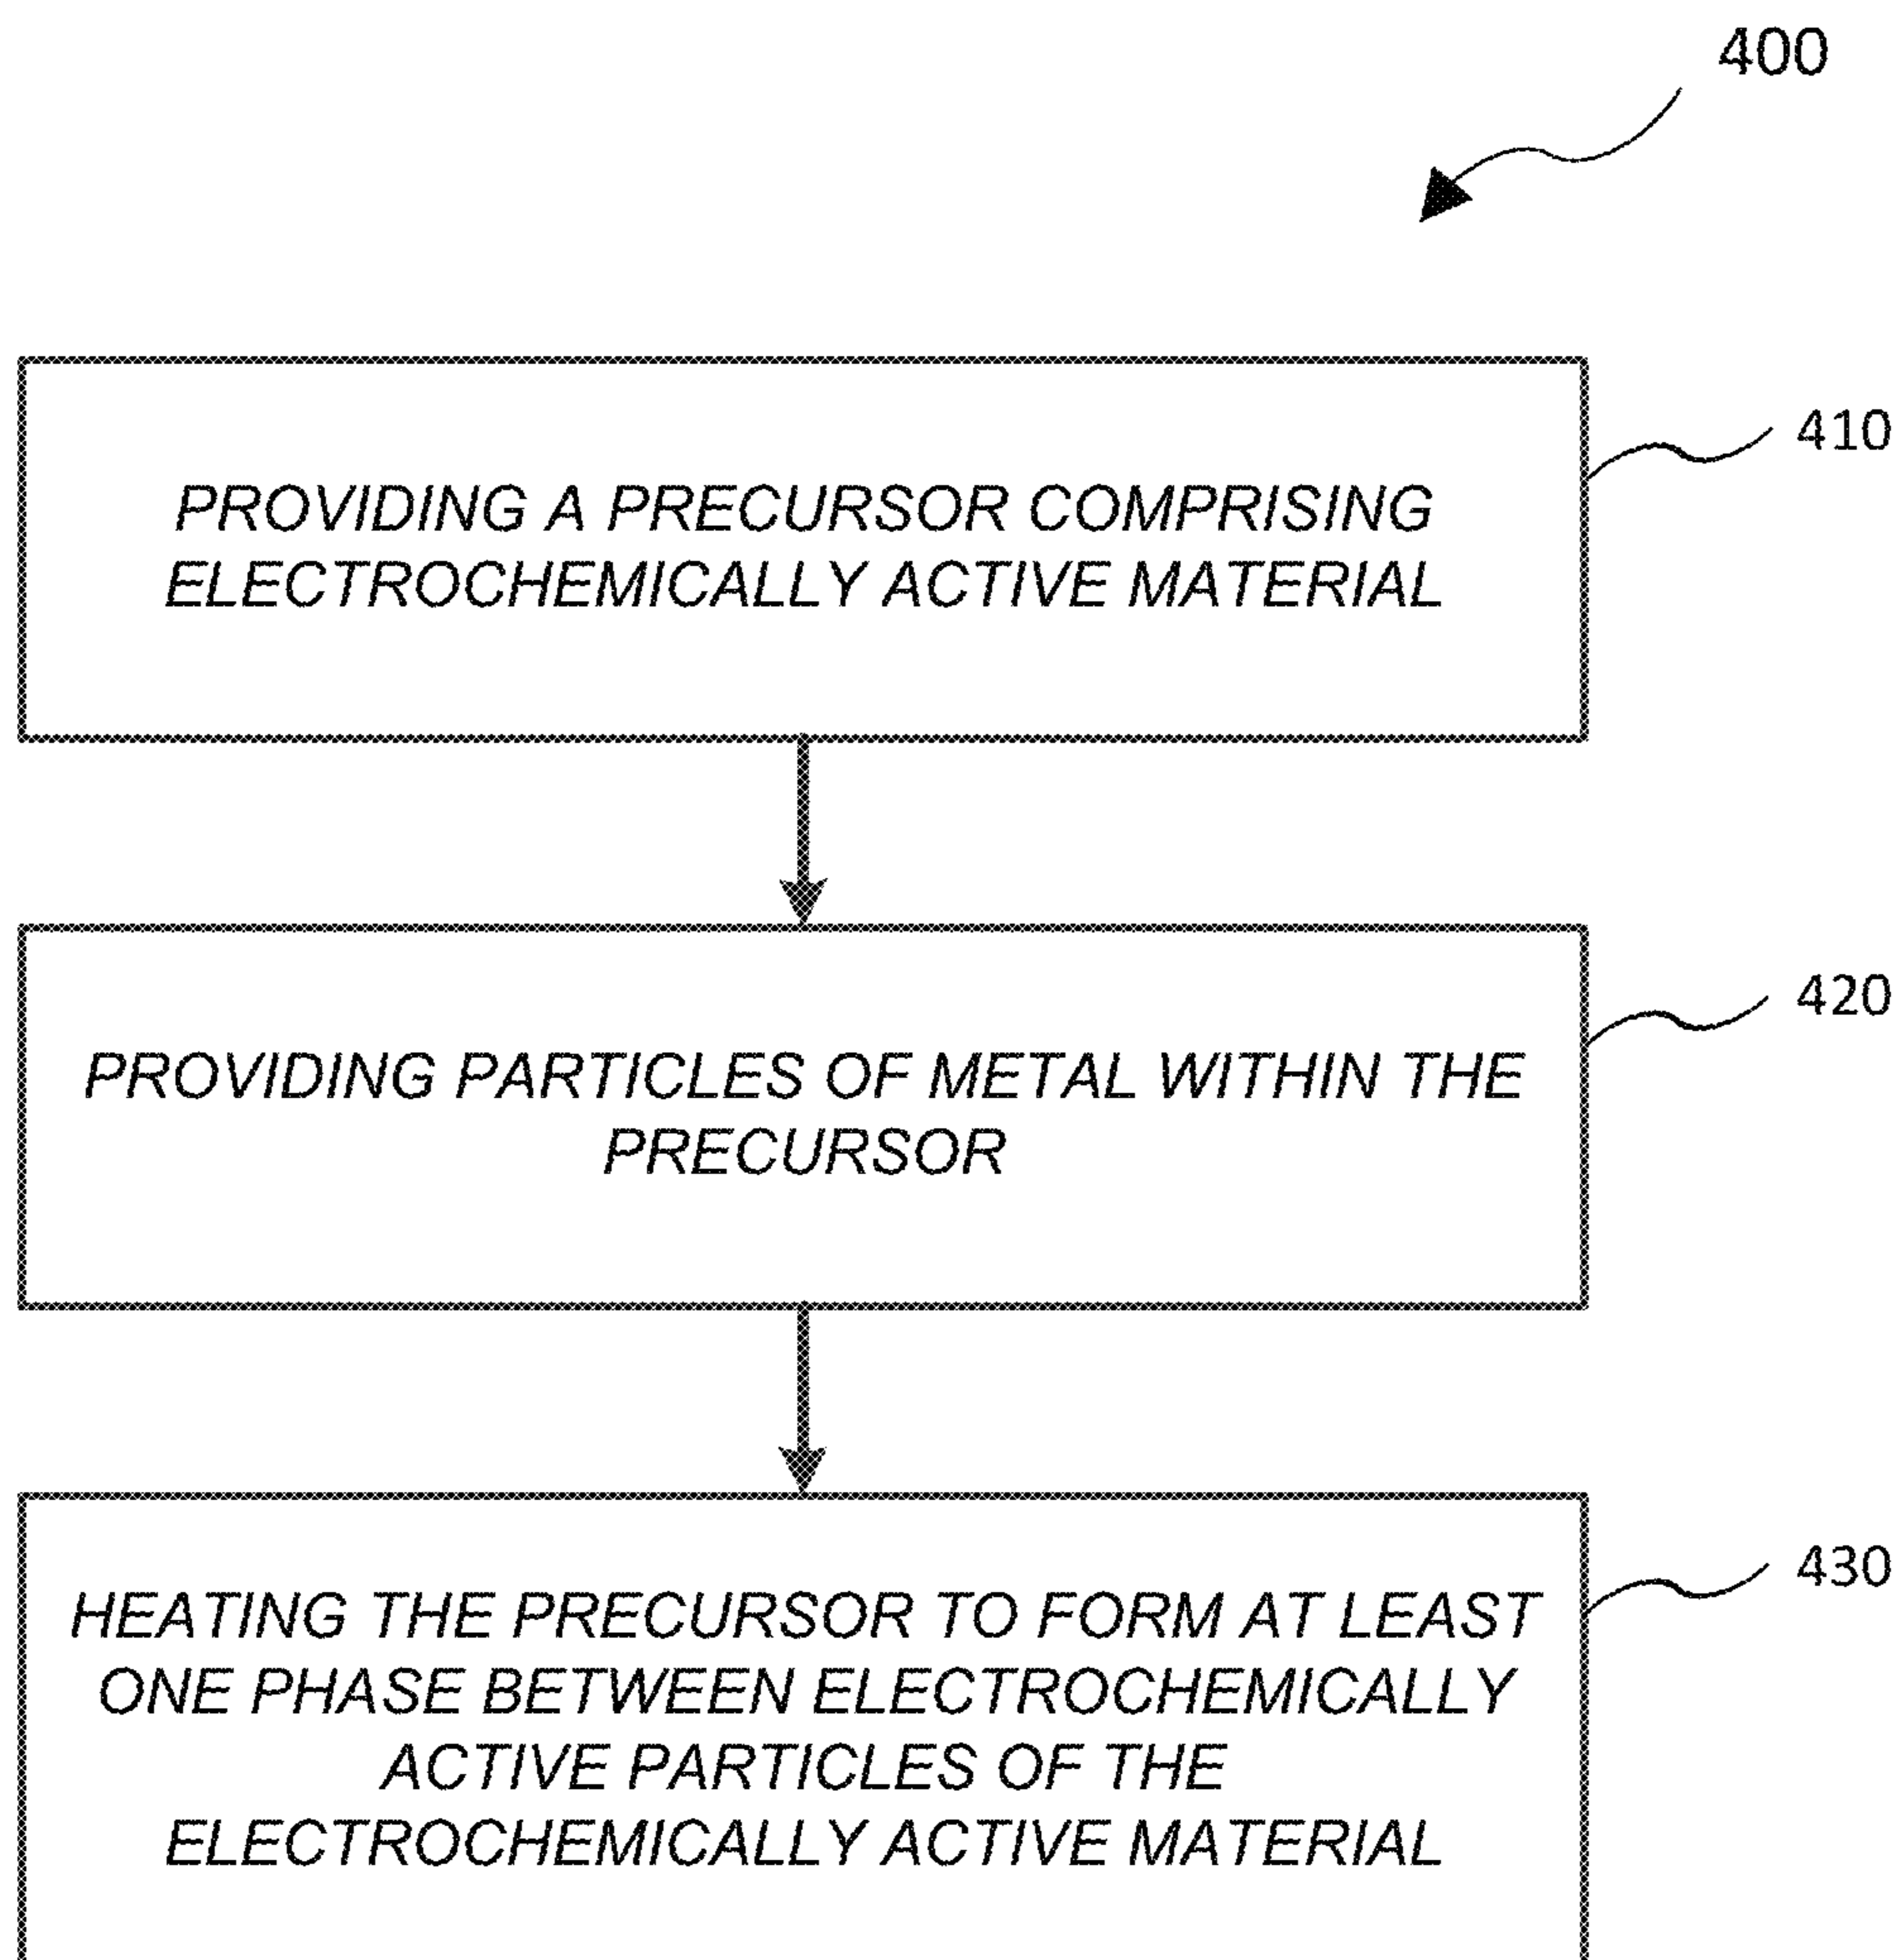 400
410
PROVIDING A PRECURSOR COMPRISING
ELECTROCHEMICALLY ACTIVE MATERIAL
420
PROVIDING PARTICLES OF METAL WITHIN THE
PRECURSOR
430
HEATING THE PRECURSOR TO FORM AT LEAST
ONE PHASE BETWEEN ELECTROCHEMICALLY
ACTIVE PARTICLES OF THE
ELECTROCHEMICALLY ACTIVE MATERIAL